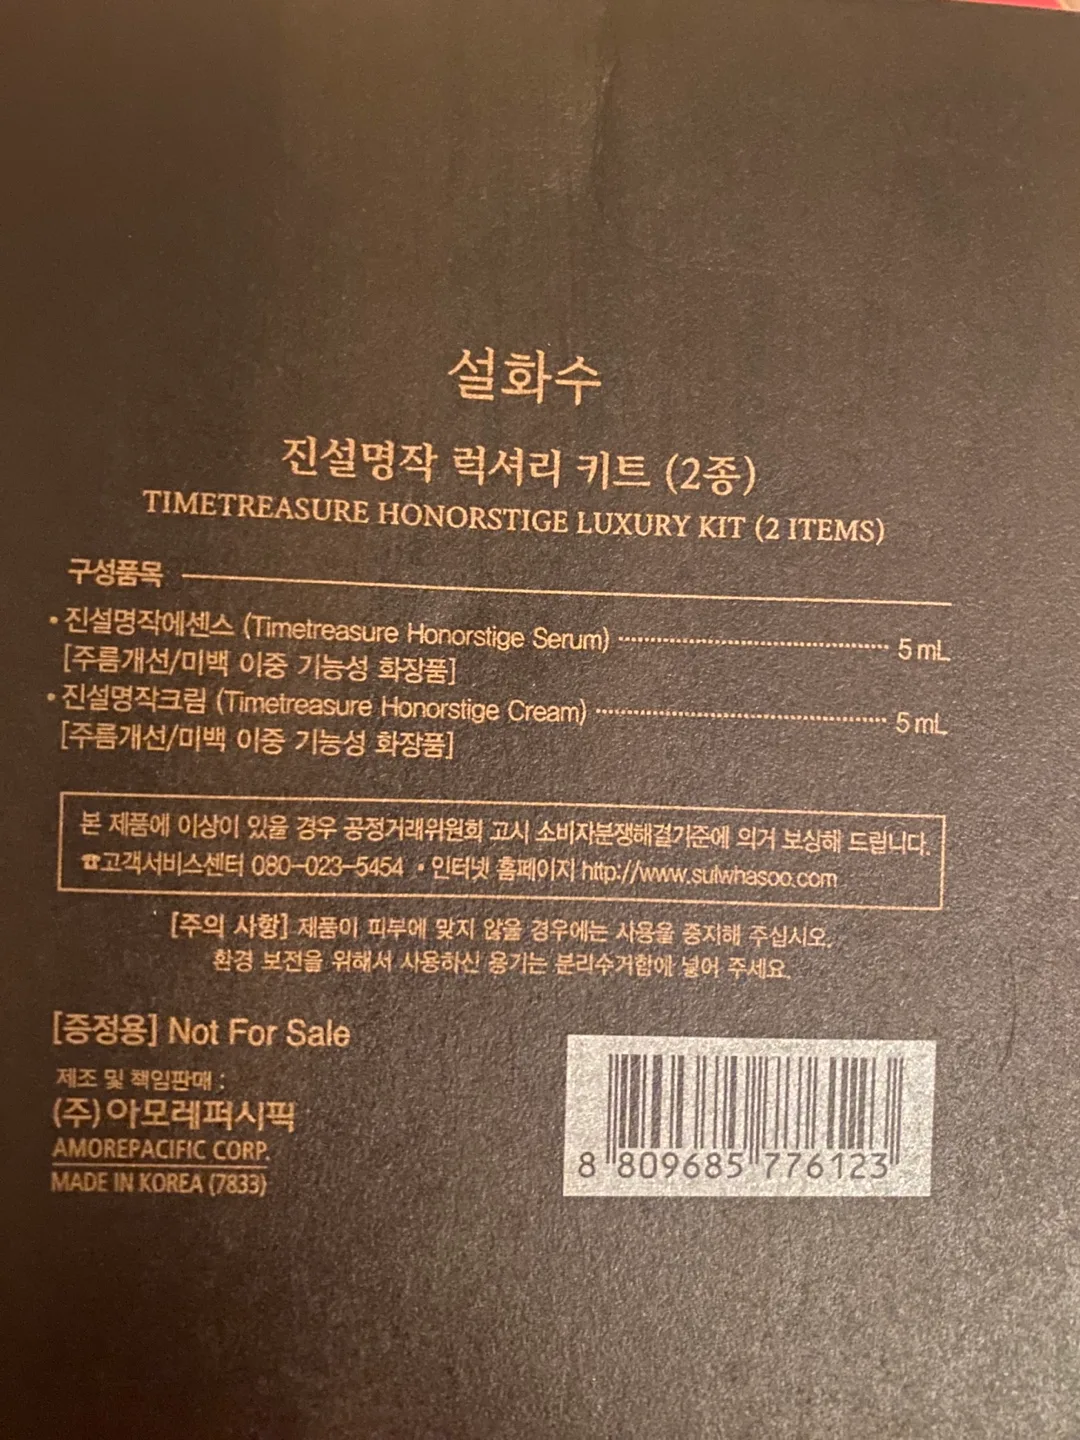 설화수
진설명작 럭셔리 키트 (2종)
TIMETREASURE HONORSTIGE LUXURY KIT (2 ITEMS)
구성품목
• 진설명작에센스 (Timetreasure Honorstige Serum) 5 mL
[주름개선/미백 이중 기능성 화장품]
• 진설명작크림 (Timetreasure Honorstige Cream) 5 mL
[주름개선/미백 이중 기능성 화장품]
본 제품에 이상이 있을 경우 공정거래위원회 고시 소비자분쟁해결기준에 의거 보상해 드립니다.
☎고객서비스센터 080-023-5454 • 인터넷 홈페이지 http://www.sulwhasoo.com
[주의 사항] 제품이 피부에 맞지 않을 경우에는 사용을 중지해 주십시오.
환경 보전을 위해서 사용하신 용기는 분리수거함에 넣어 주세요.
[증정용] Not For Sale
제조 및 책임판매 :
(주)아모레퍼시픽
AMOREPACIFIC CORP.
MADE IN KOREA (7833)
8 809685 776123